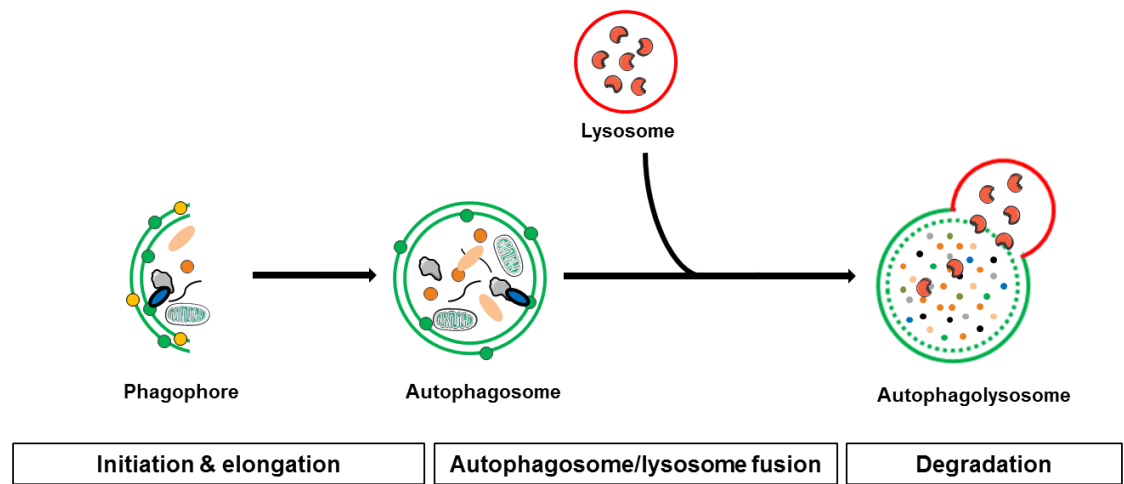 Lysosome
Phagophore
Autophagosome
Autophagolysosome
Initiation & elongation
Autophagosome/lysosome fusion
Degradation